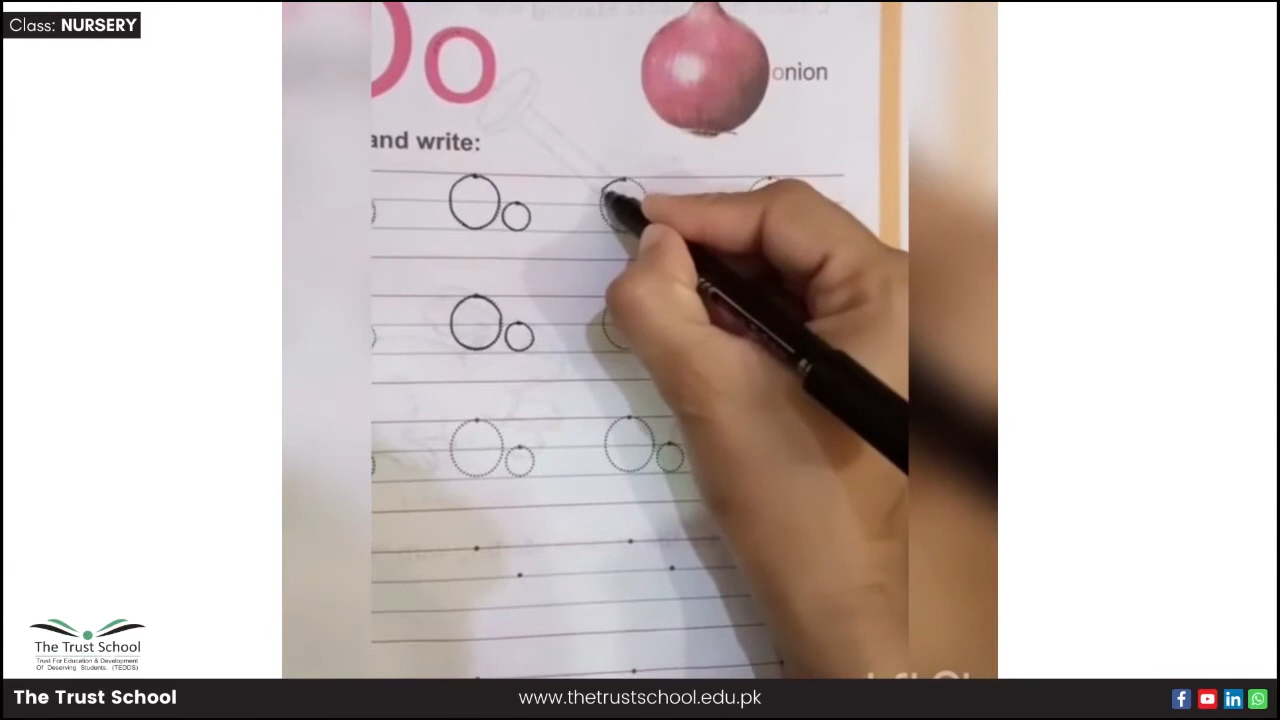 Class: NURSERY
Oo
onion
and write:
The Trust School
Trust For Education & Development
Of Deserving Students. (TEDDS)
The Trust School
www.thetrustschool.edu.pk